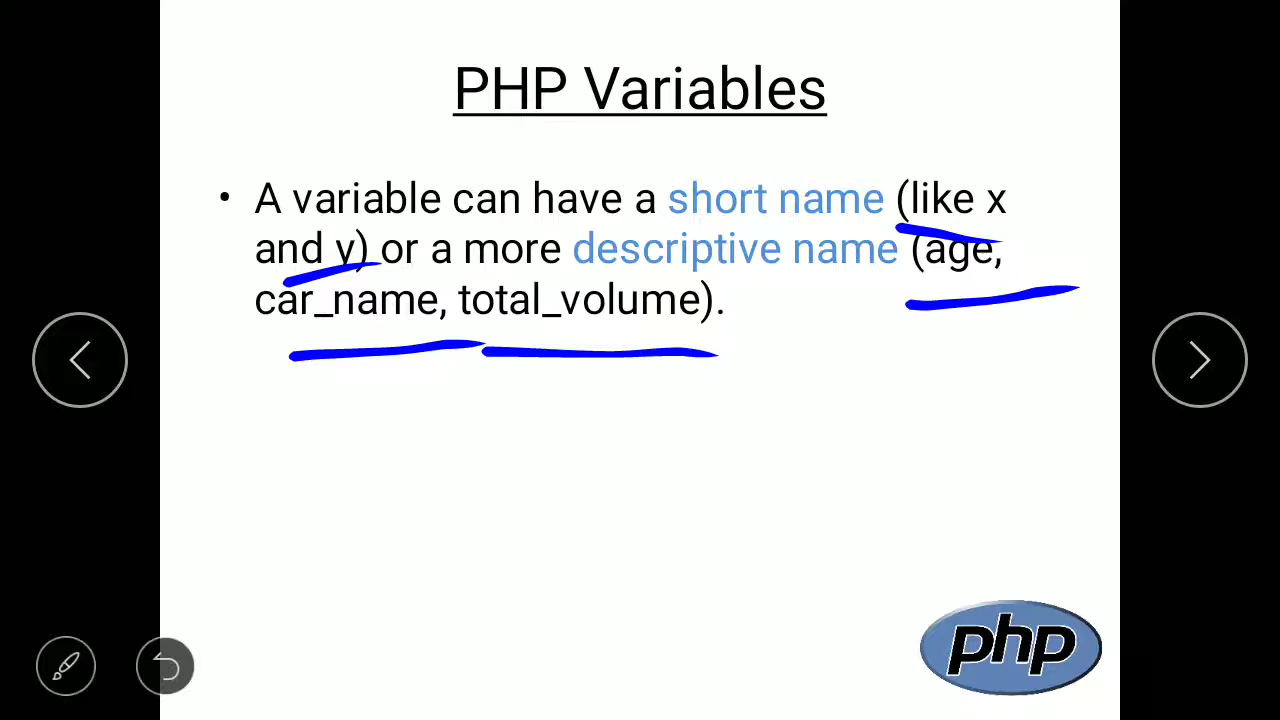 PHP Variables
• A variable can have a short name (like x
and y) or a more descriptive name (age,
car_name, total_volume).
php